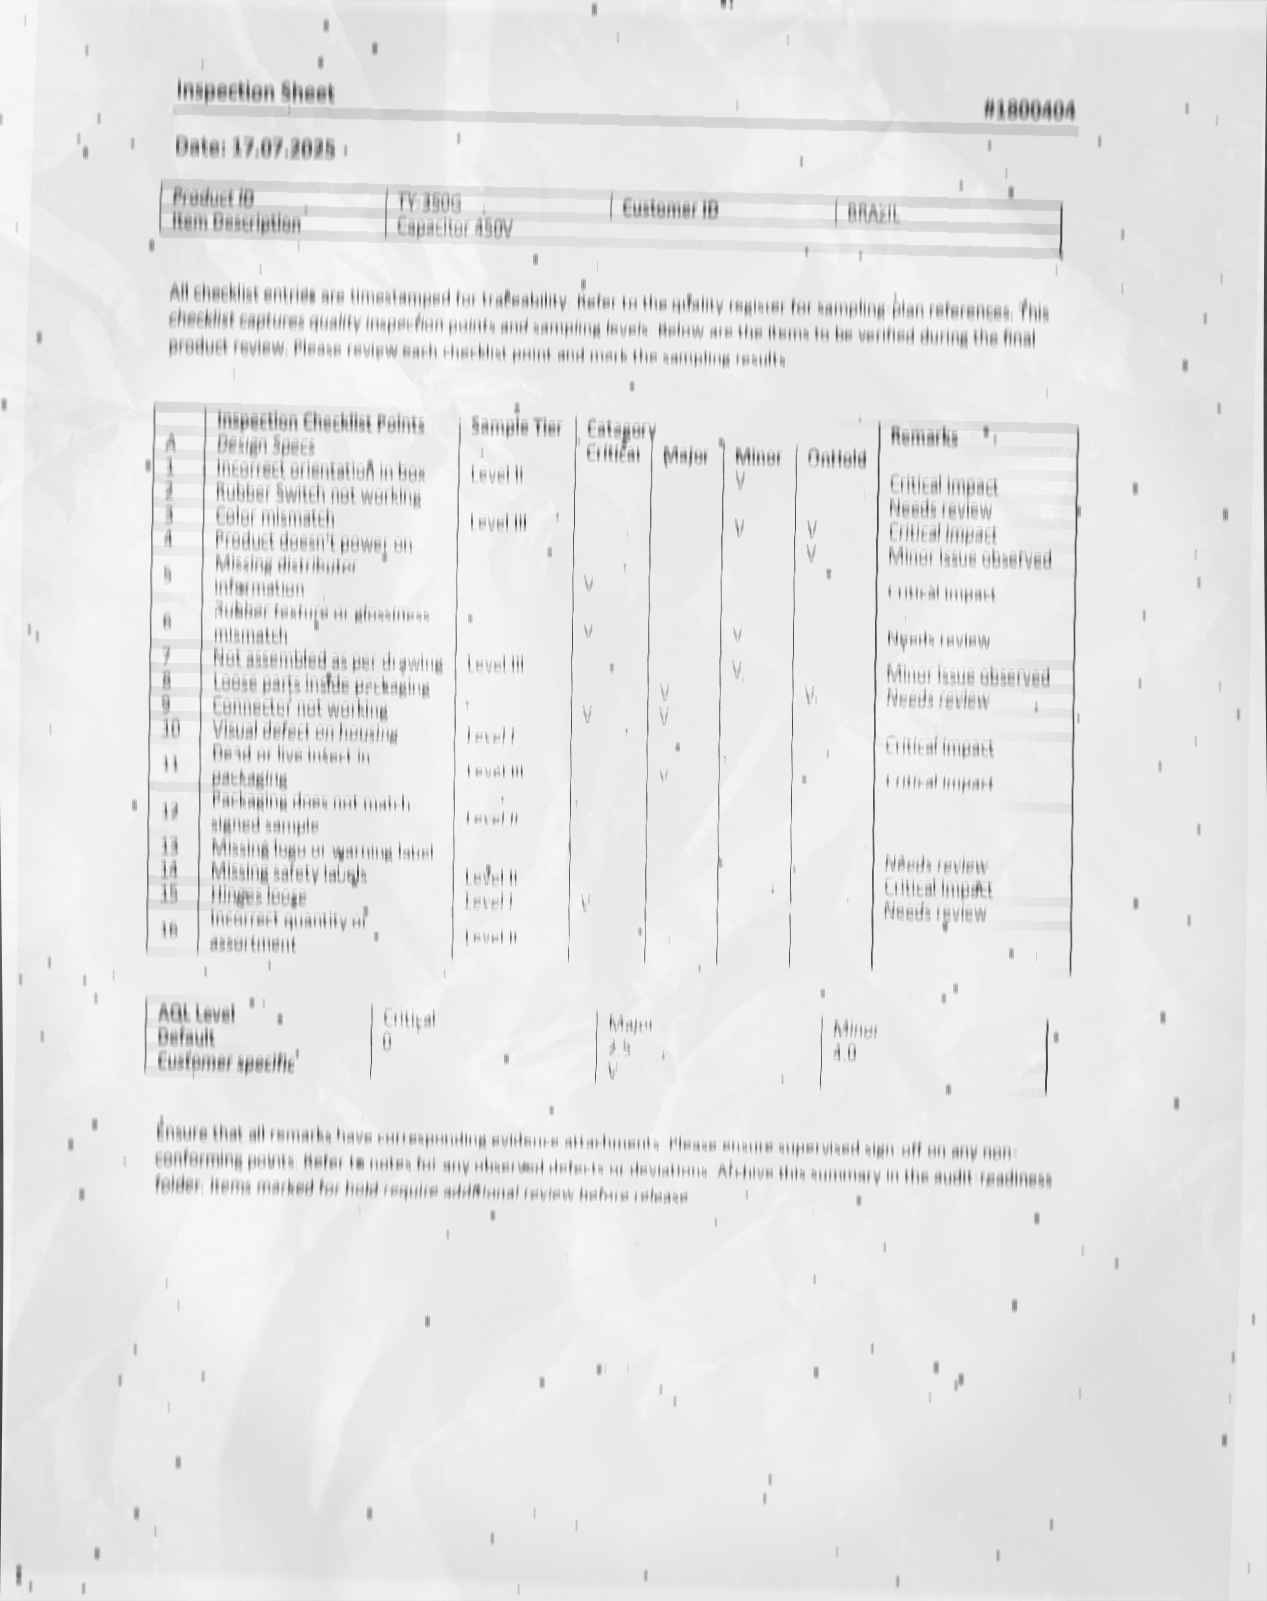 Inspection Sheet
#1800404
Date: 17.07.2025
Product ID TY 350G Customer ID BRAZIL
Item Description Capacitor 450V
All checklist entries are timestamped for traceability. Refer to the quality register for sampling plan references. This
checklist captures quality inspection points and sampling levels. Below are the items to be verified during the final
product review. Please review each checklist point and mark the sampling results
Inspection Checklist Points Sample Tier Catagory Remarks
A Design Specs Critical Major Minor OnHold
1 Incorrect orientation in box Level II V Critical impact
2 Rubber Switch not working Needs review
3 Color mismatch Level III V V Critical impact
4 Product doesn't power on V Minor issue observed
Missing distributor
5 information V Critical impact
Rubber texture or glossiness
6 mismatch V V Needs review
7 Not assembled as per drawing Level III V Minor issue observed
8 Loose parts inside packaging V V Needs review
9 Connector not working V V
10 Visual defect on housing Level I Critical impact
Dead or live insect in
11 packaging Level III V Critical impact
Packaging does not match
12 signed sample Level II
13 Missing logo or warning label Needs review
14 Missing safety labels Level II Critical impact
15 Hinges loose Level I V Needs review
Incorrect quantity or
16 assortment Level II
AQL Level Critical Major Minor
Default 0 4.0
Customer specific V
Ensure that all remarks have corresponding evidence attachments. Please ensure supervised sign-off on any non-
conforming points. Refer to notes for any observed defects or deviations. Archive this summary in the audit-readiness
folder. Items marked for hold require additional review before release